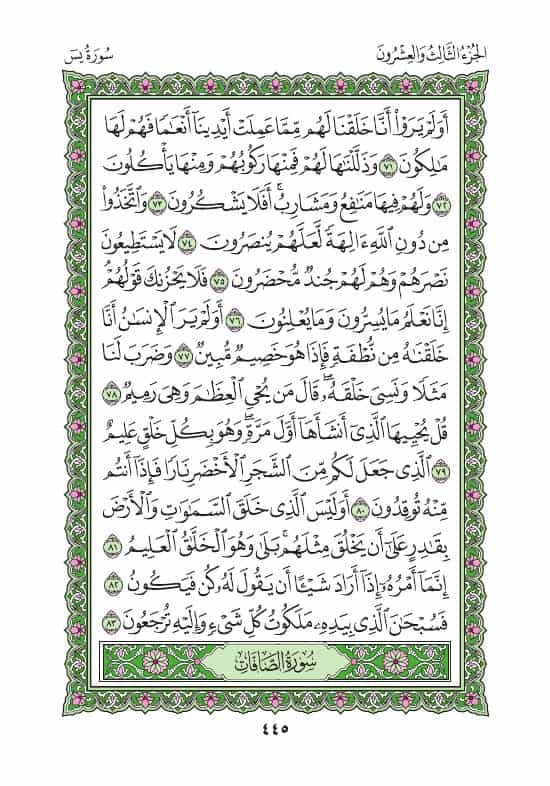 الجُزْءُ الثَّالِثُ وَالعِشْرُونَ
سُورَةُ يسٓ
أَوَلَمْ يَرَوْا۟ أَنَّا خَلَقْنَا لَهُم مِّمَّا عَمِلَتْ أَيْدِينَآ أَنْعَٰمًا فَهُمْ لَهَا
مَٰلِكُونَ ٧١ وَذَلَّلْنَٰهَا لَهُمْ فَمِنْهَا رَكُوبُهُمْ وَمِنْهَا يَأْكُلُونَ
٧٢ وَلَهُمْ فِيهَا مَنَٰفِعُ وَمَشَارِبُ ۖ أَفَلَا يَشْكُرُونَ ٧٣ وَٱتَّخَذُوا۟
مِن دُونِ ٱللَّهِ ءَالِهَةً لَّعَلَّهُمْ يُنصَرُونَ ٧٤ لَا يَسْتَطِيعُونَ
نَصْرَهُمْ وَهُمْ لَهُمْ جُندٌ مُّحْضَرُونَ ٧٥ فَلَا يَحْزُنكَ قَوْلُهُمْ ۘ
إِنَّا نَعْلَمُ مَا يُسِرُّونَ وَمَا يُعْلِنُونَ ٧٦ أَوَلَمْ يَرَ ٱلْإِنسَٰنُ أَنَّا
خَلَقْنَٰهُ مِن نُّطْفَةٍ فَإِذَا هُوَ خَصِيمٌ مُّبِينٌ ٧٧ وَضَرَبَ لَنَا
مَثَلًا وَنَسِىَ خَلْقَهُۥ ۖ قَالَ مَن يُحْىِ ٱلْعِظَٰمَ وَهِىَ رَمِيمٌ ٧٨
قُلْ يُحْيِيهَا ٱلَّذِىٓ أَنشَأَهَآ أَوَّلَ مَرَّةٍ ۖ وَهُوَ بِكُلِّ خَلْقٍ عَلِيمٌ
٧٩ ٱلَّذِى جَعَلَ لَكُم مِّنَ ٱلشَّجَرِ ٱلْأَخْضَرِ نَارًا فَإِذَآ أَنتُم
مِّنْهُ تُوقِدُونَ ٨٠ أَوَلَيْسَ ٱلَّذِى خَلَقَ ٱلسَّمَٰوَٰتِ وَٱلْأَرْضَ
بِقَٰدِرٍ عَلَىٰٓ أَن يَخْلُقَ مِثْلَهُم ۚ بَلَىٰ وَهُوَ ٱلْخَلَّٰقُ ٱلْعَلِيمُ ٨١
إِنَّمَآ أَمْرُهُۥٓ إِذَآ أَرَادَ شَيْـًٔا أَن يَقُولَ لَهُۥ كُن فَيَكُونُ ٨٢
فَسُبْحَٰنَ ٱلَّذِى بِيَدِهِۦ مَلَكُوتُ كُلِّ شَىْءٍ وَإِلَيْهِ تُرْجَعُونَ ٨٣
سُورَةُ الصَّافَّاتِ
٤٤٥